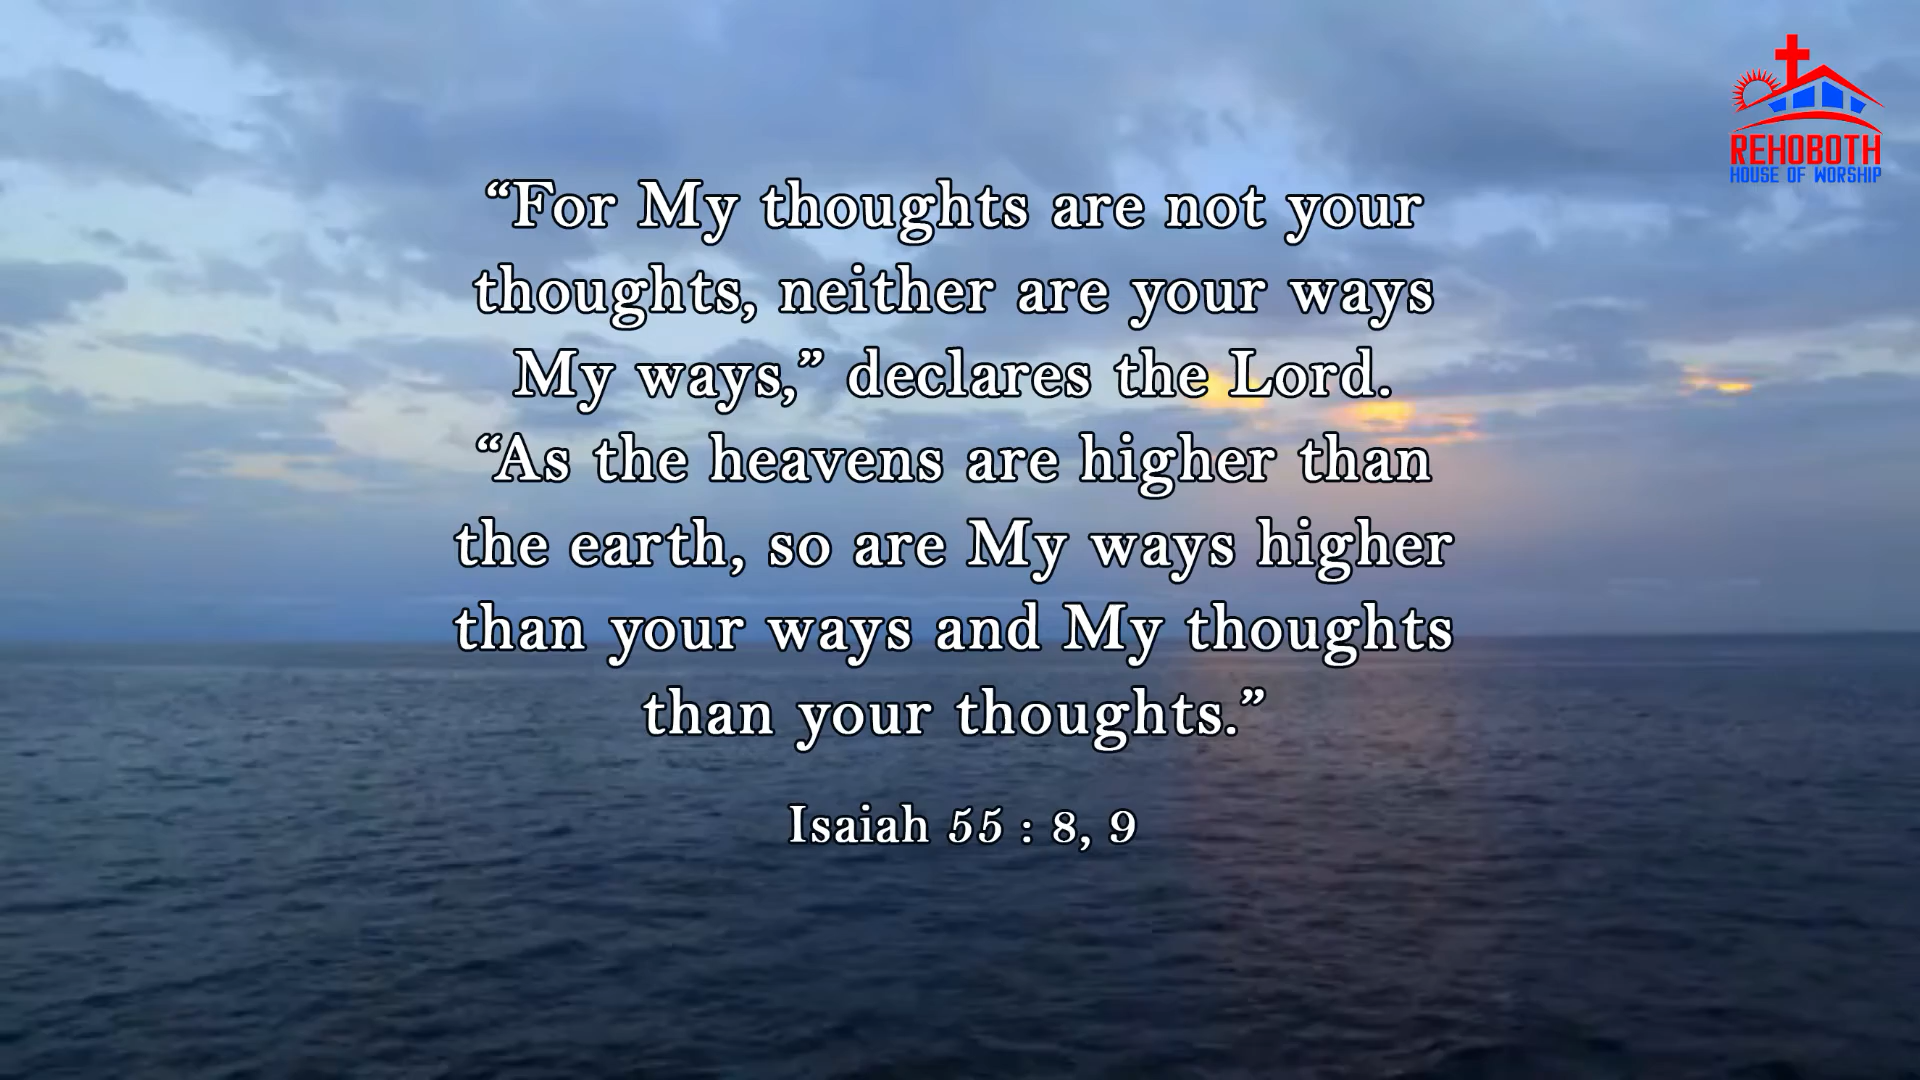 REHOBOTH
HOUSE OF WORSHIP
“For My thoughts are not your
thoughts, neither are your ways
My ways,” declares the Lord.
“As the heavens are higher than
the earth, so are My ways higher
than your ways and My thoughts
than your thoughts.”
Isaiah 55 : 8, 9